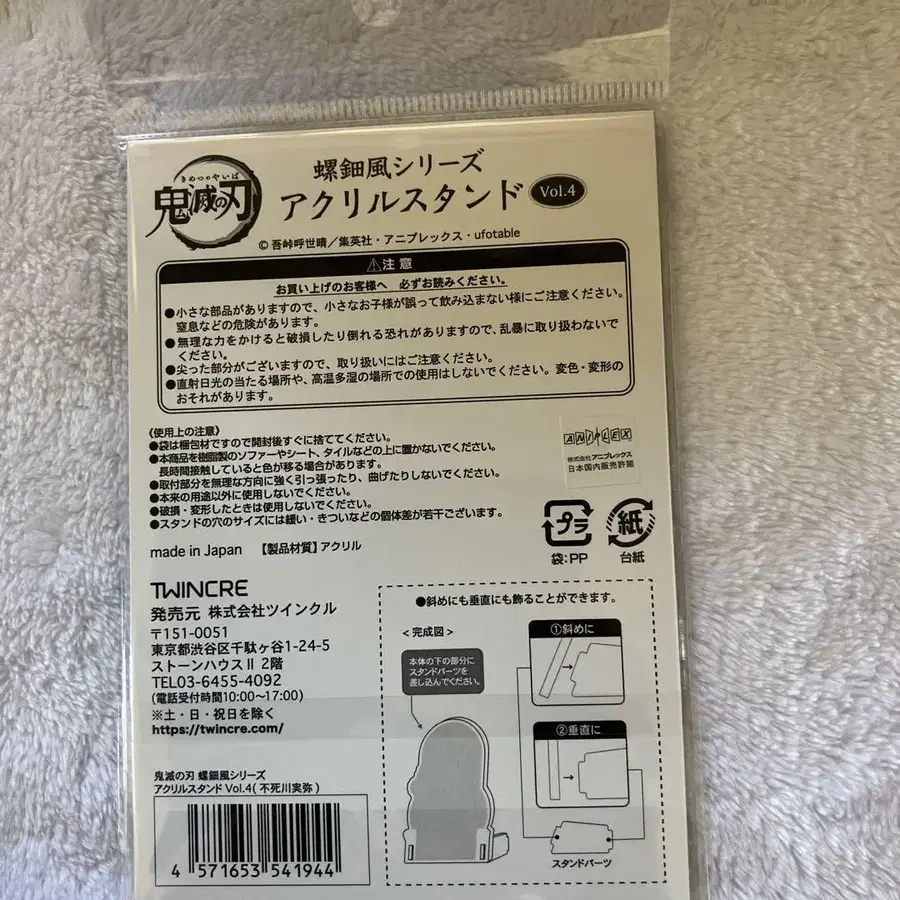 きめつのやいば
鬼滅の刃
螺鈿風シリーズ
アクリルスタンド Vol.4
© 吾峠呼世晴／集英社・アニプレックス・ufotable
⚠注意
お買い上げのお客様へ 必ずお読みください。
●小さな部品がありますので、小さなお子様が誤って飲み込まない様にご注意ください。
窒息などの危険があります。
●無理な力をかけると破損したり倒れる恐れがありますので、乱暴に取り扱わないで
ください。
●尖った部分がございますので、取り扱いにはご注意ください。
●直射日光の当たる場所や、高温多湿の場所での使用はしないでください。変色・変形の
おそれがあります。
《使用上の注意》
●袋は梱包材ですので開封後すぐに捨ててください。
●本商品を樹脂製のソファーやシート、タイルなどの上に置かないでください。
長時間接触していると色が移る場合があります。
●取付部分を無理な方向に強く引っ張ったり、曲げたりしないでください。
●本来の用途以外に使用しないでください。
●破損・変形したときは使用しないでください。
●スタンドの穴のサイズには緩い・きついなどの個体差が若干ございます。
ANIPLEX
株式会社アニプレックス
日本国内販売許諾
made in Japan 【製品材質】アクリル
プラ
袋:PP
紙
台紙
TWINCRE
発売元 株式会社ツインクル
〒151-0051
東京都渋谷区千駄ヶ谷1-24-5
ストーンハウスⅡ 2階
TEL03-6455-4092
(電話受付時間10:00～17:00)
※土・日・祝日を除く
https://twincre.com/
鬼滅の刃 螺鈿風シリーズ
アクリルスタンド Vol.4( 不死川実弥 )
4 571653 541944
●斜めにも垂直にも飾ることができます。
＜完成図＞
本体の下の部分に
スタンドパーツを
差し込んでください。
①斜めに
②垂直に
スタンドパーツ